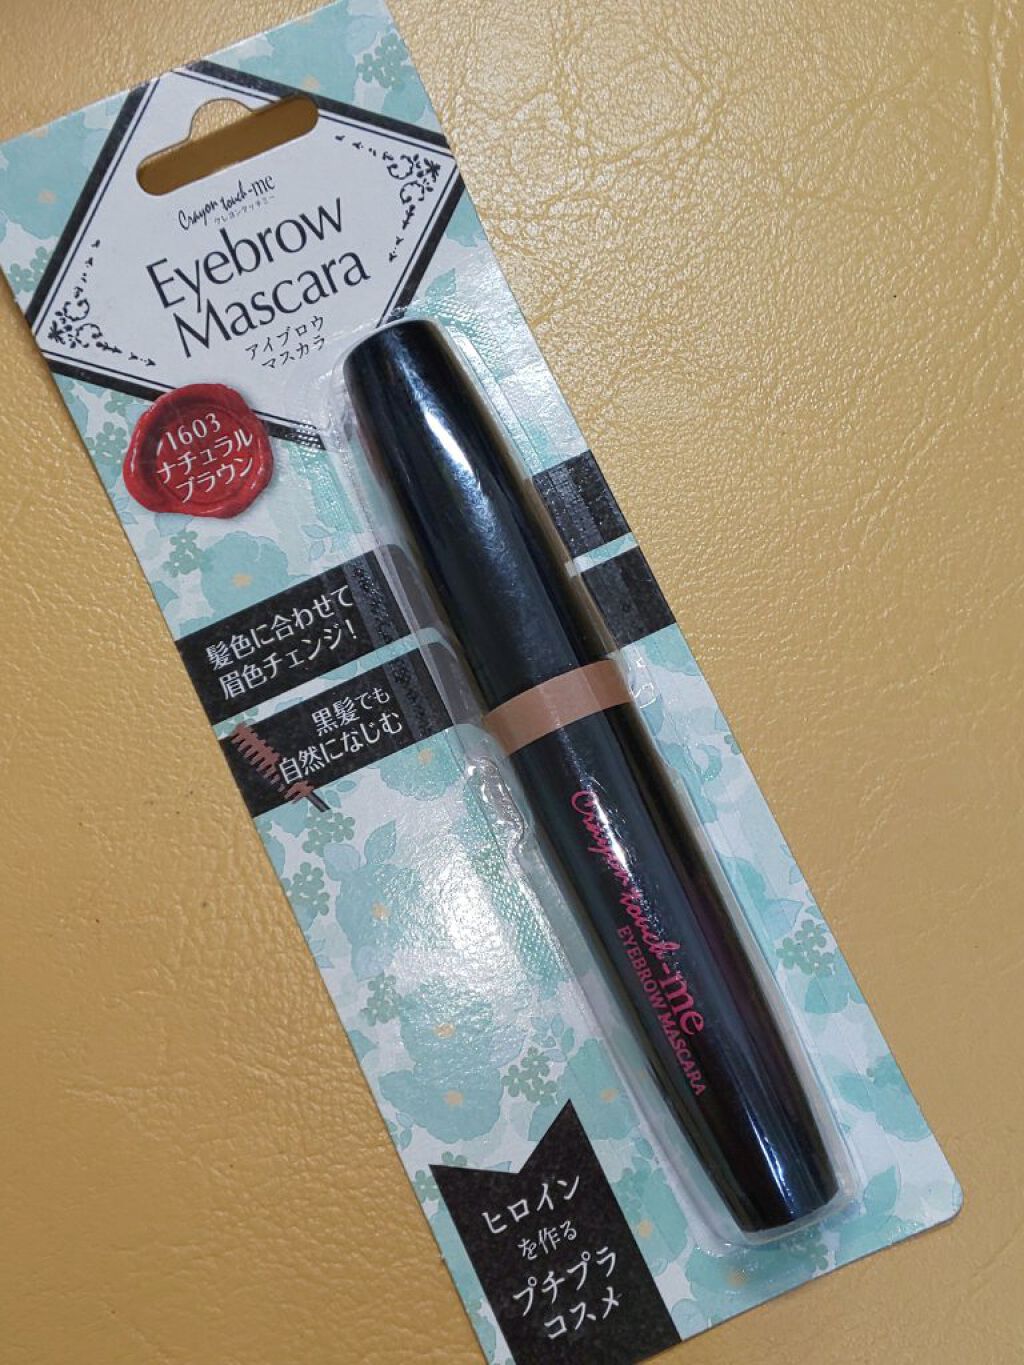 Crayon touch-me
クレヨンタッチミー
Eyebrow
Mascara
アイブロウ
マスカラ
1603
ナチュラル
ブラウン
髪色に合わせて
眉色チェンジ!
黒髪でも
自然になじむ
Crayon touch-me
EYEBROW MASCARA
ヒロイン
を作る
プチプラ
コスメ